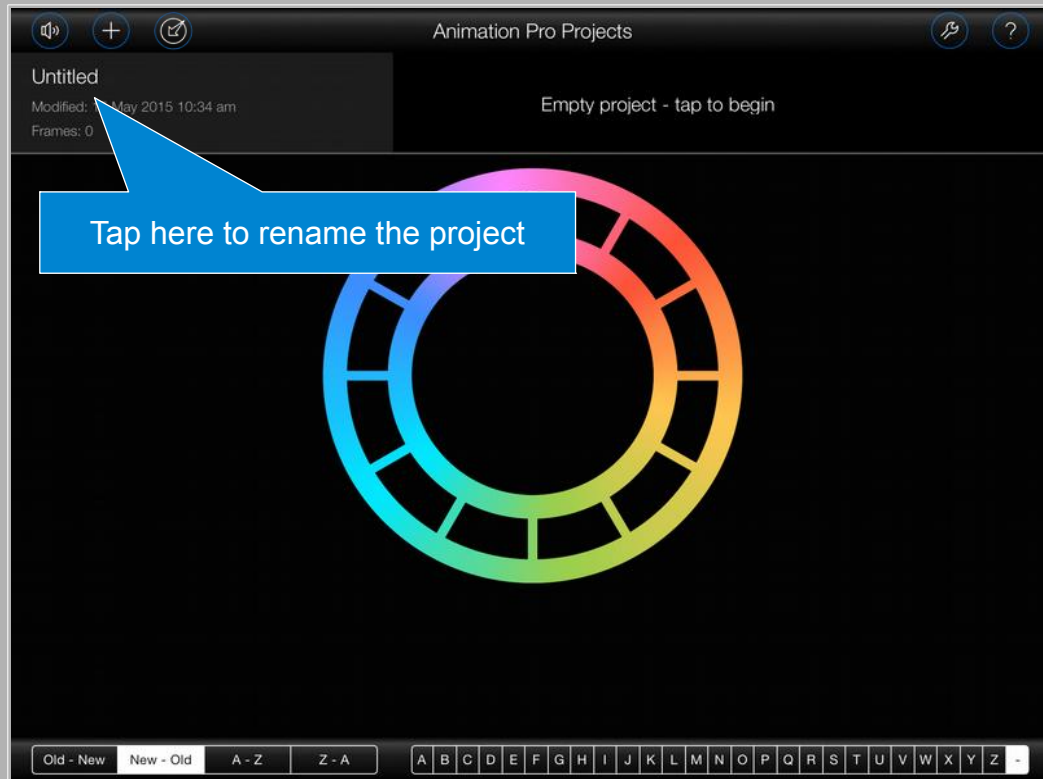 Animation Pro Projects
?
Untitled
Modified: May 2015 10:34 am
Frames: 0
Empty project - tap to begin
Tap here to rename the project
Old - New New - Old A - Z Z - A
A B C D E F G H I J K L M N O P Q R S T U V W X Y Z -